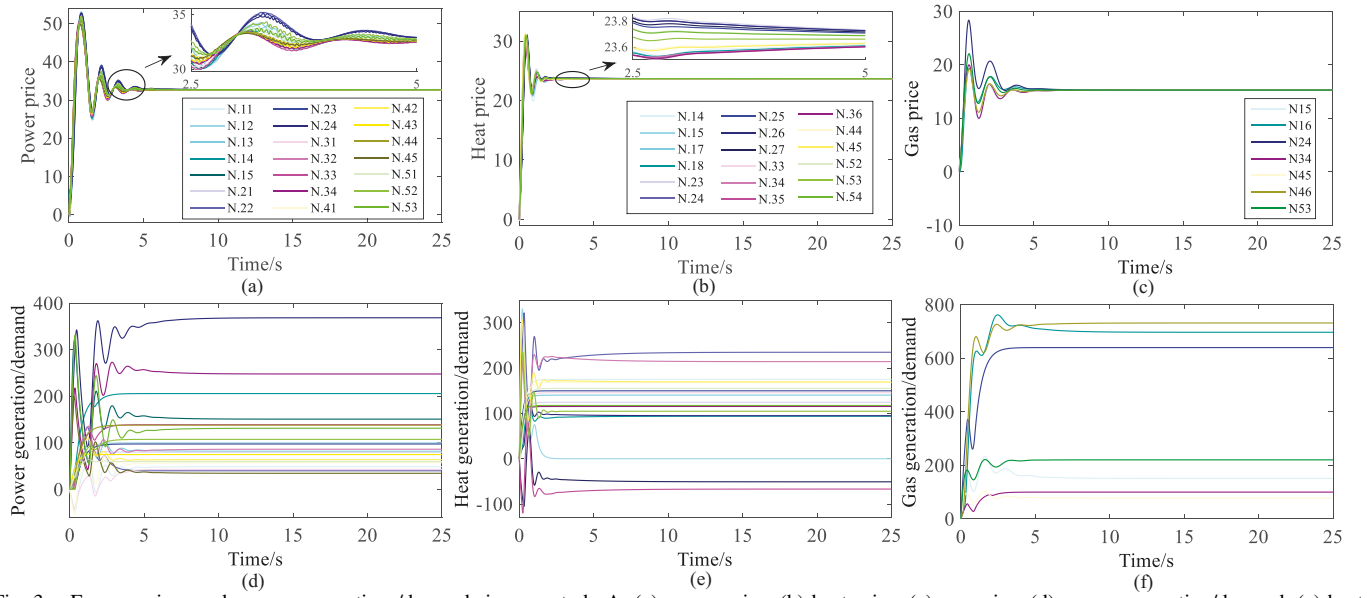 Power price
50
40
30
20
10
0
35
30
2.5
5
N.11
N.12
N.13
N.14
N.15
N.21
N.22
N.23
N.24
N.31
N.32
N.33
N.34
N.41
N.42
N.43
N.44
N.45
N.51
N.52
N.53
0
5
10
15
20
25
Time/s
(a)
Heat price
30
20
10
0
23.8
23.6
2.5
5
N.14
N.15
N.17
N.18
N.23
N.24
N.25
N.26
N.27
N.33
N.34
N.35
N.36
N.44
N.45
N.52
N.53
N.54
0
5
10
15
20
25
Time/s
(b)
Gas price
30
20
10
0
-10
N15
N16
N24
N34
N45
N46
N53
0
5
10
15
20
25
Time/s
(c)
Power generation/demand
400
300
200
100
0
0
5
10
15
20
25
Time/s
(d)
Heat generation/demand
300
200
100
0
-100
0
5
10
15
20
25
Time/s
(e)
Gas generation/demand
800
600
400
200
0
0
5
10
15
20
25
Time/s
(f)